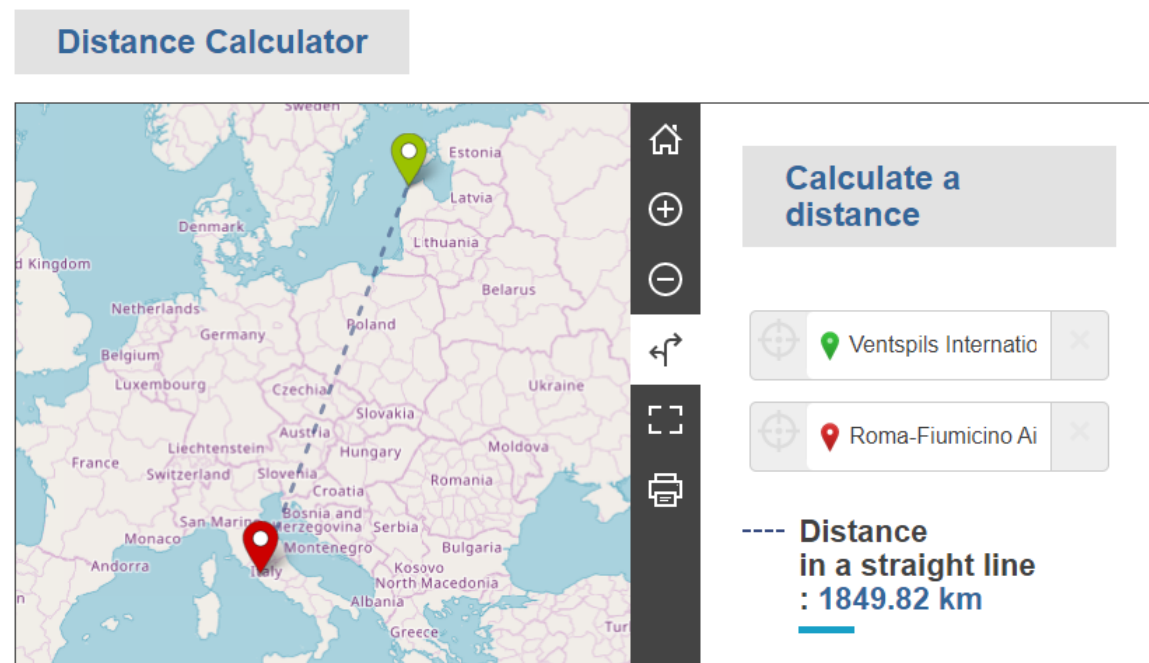 Distance Calculator
Sweden
Estonia
Latvia
Denmark
Lithuania
d Kingdom
Belarus
Netherlands
Poland
Germany
Belgium
Luxembourg
Czechia
Ukraine
Slovakia
Austria
Liechtenstein
Hungary
Moldova
France
Switzerland
Slovenia
Romania
Croatia
San Marino
Bosnia and
Herzegovina
Serbia
Monaco
Montenegro
Bulgaria
Andorra
Italy
Kosovo
North Macedonia
Albania
Greece
Tur
Calculate a
distance
Ventspils Internatio
Roma-Fiumicino Ai
Distance
in a straight line
: 1849.82 km